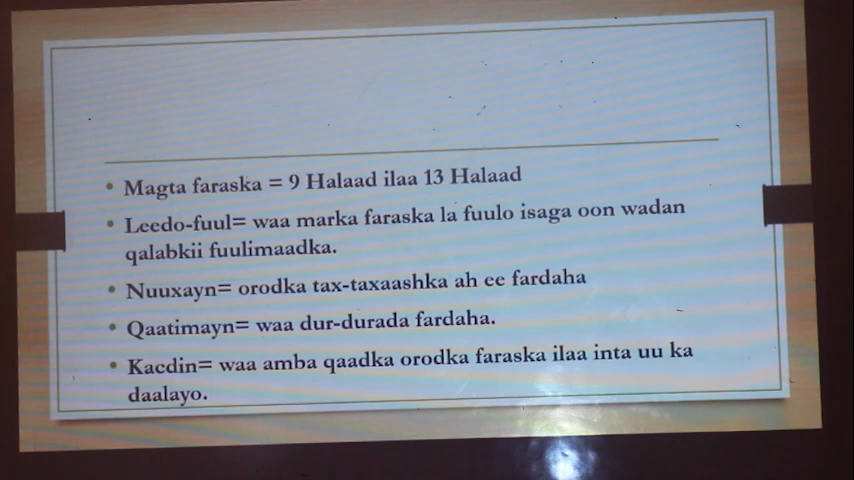 • Magta faraska = 9 Halaad ilaa 13 Halaad
• Leedo-fuul= waa marka faraska la fuulo isaga oon wadan
qalabkii fuulimaadka.
• Nuuxayn= orodka tax-taxaashka ah ee fardaha
• Qaatimayn= waa dur-durada fardaha.
• Kacdin= waa amba qaadka orodka faraska ilaa inta uu ka
daalayo.